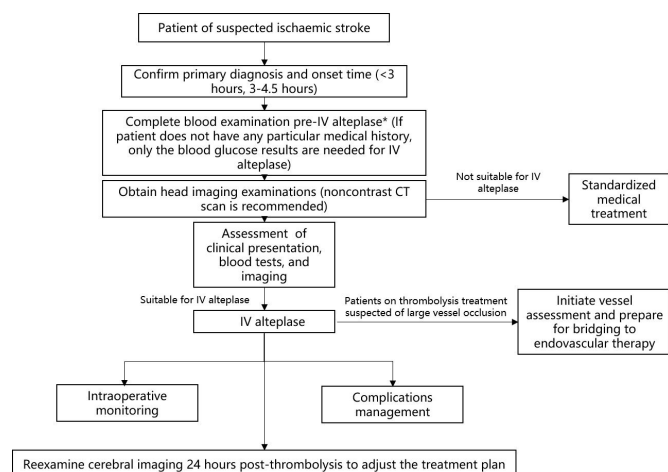 Patient of suspected ischaemic stroke
Confirm primary diagnosis and onset time (<3
hours, 3-4.5 hours)
Complete blood examination pre-IV alteplase* (If
patient does not have any particular medical history,
only the blood glucose results are needed for IV
alteplase)
Obtain head imaging examinations (noncontrast CT
scan is recommended)
Not suitable for IV
alteplase
Standardized
medical
treatment
Assessment of
clinical presentation,
blood tests, and
imaging
Suitable for IV alteplase
IV alteplase
Patients on thrombolysis treatment
suspected of large vessel occlusion
Initiate vessel
assessment and prepare
for bridging to
endovascular therapy
Intraoperative
monitoring
Complications
management
Reexamine cerebral imaging 24 hours post-thrombolysis to adjust the treatment plan